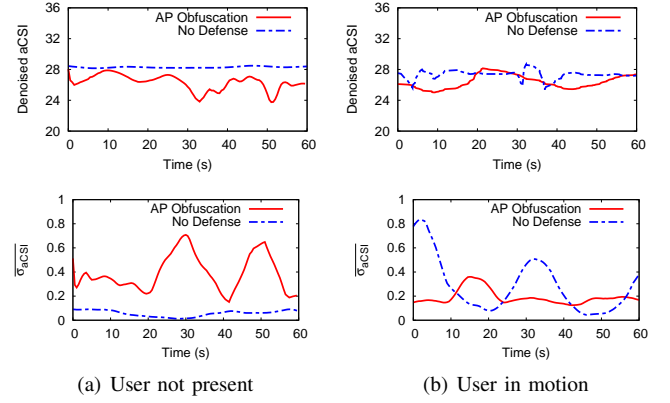 AP Obfuscation
No Defense
Denoised aCSI
36
32
28
24
20
0 10 20 30 40 50 60
Time (s)
AP Obfuscation
No Defense
Denoised aCSI
36
32
28
24
20
0 10 20 30 40 50 60
Time (s)
AP Obfuscation
No Defense
σaCSI
1
0.8
0.6
0.4
0.2
0
0 10 20 30 40 50 60
Time (s)
AP Obfuscation
No Defense
σaCSI
1
0.8
0.6
0.4
0.2
0
0 10 20 30 40 50 60
Time (s)
(a) User not present
(b) User in motion